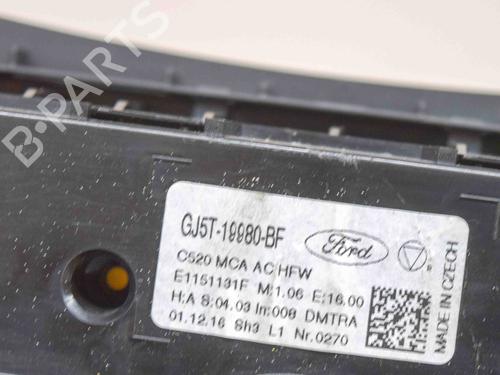 B-PARTS
GJ5T-19980-BF
Ford
C520 MCA AC HFW
E1151131F M:1.06 E:16.00
H:A S:04.03 In:008 DMTRA
01.12.16 Sh3 L1 Nr.0270
MADE IN CZECH